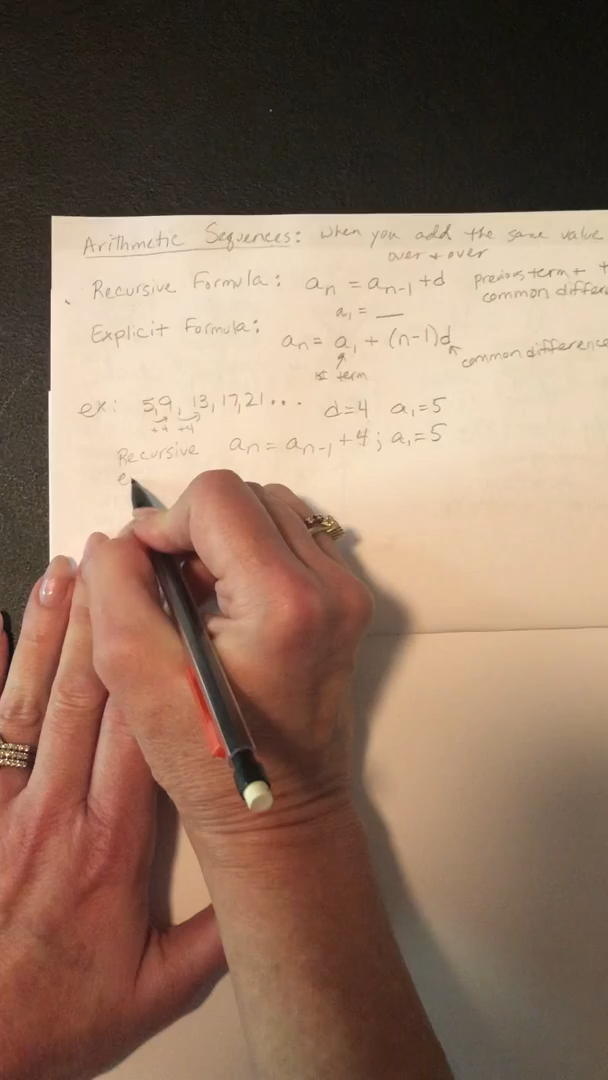 Arithmetic Sequences: When you add the same value
over + over
Recursive Formula: aₙ = aₙ₋₁ + d previous term +
a₁ = __ common differ
Explicit Formula: aₙ = a₁ + (n-1)d common difference
1st term
ex: 5,9, 13,17,21... d=4 a₁=5
+4 +4
Recursive aₙ = aₙ₋₁ +4; a₁=5
e